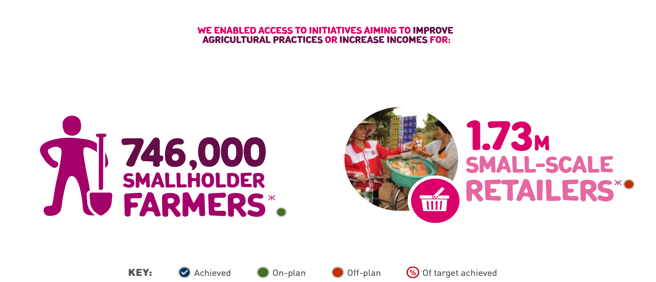 WE ENABLED ACCESS TO INITIATIVES AIMING TO IMPROVE
AGRICULTURAL PRACTICES OR INCREASE INCOMES FOR:
746,000
SMALLHOLDER
FARMERS ж
1.73M
SMALL-SCALE
RETAILERS ж
KEY: Achieved On-plan Off-plan % Of target achieved